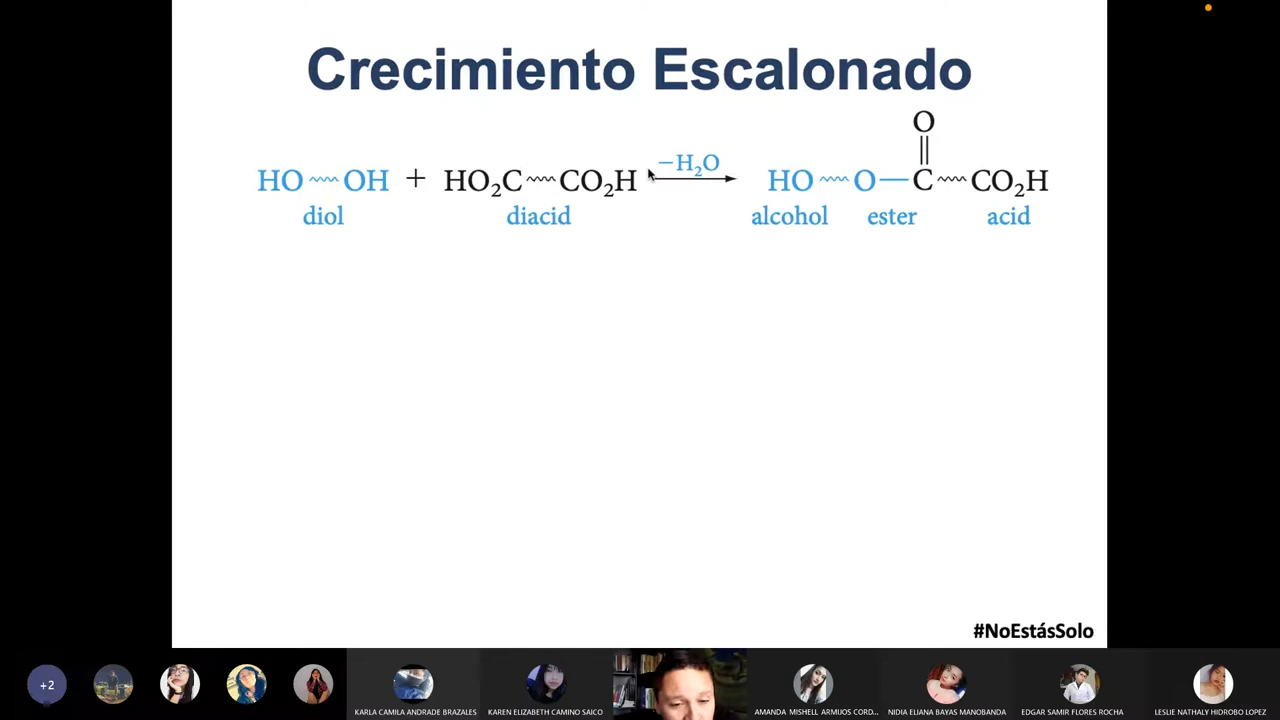 Crecimiento Escalonado
O
HO OH + HO₂C CO₂H −H₂O HO O — C CO₂H
diol diacid alcohol ester acid
#NoEstásSolo
+2
KARLA CAMILA ANDRADE BRAZALES
KAREN ELIZABETH CAMINO SAICO
AMANDA MISHELL ARMIJOS CORD...
NIDIA ELIANA BAYAS MANOBANDA
EDGAR SAMIR FLORES ROCHA
LESLIE NATHALY HIDROBO LOPEZ